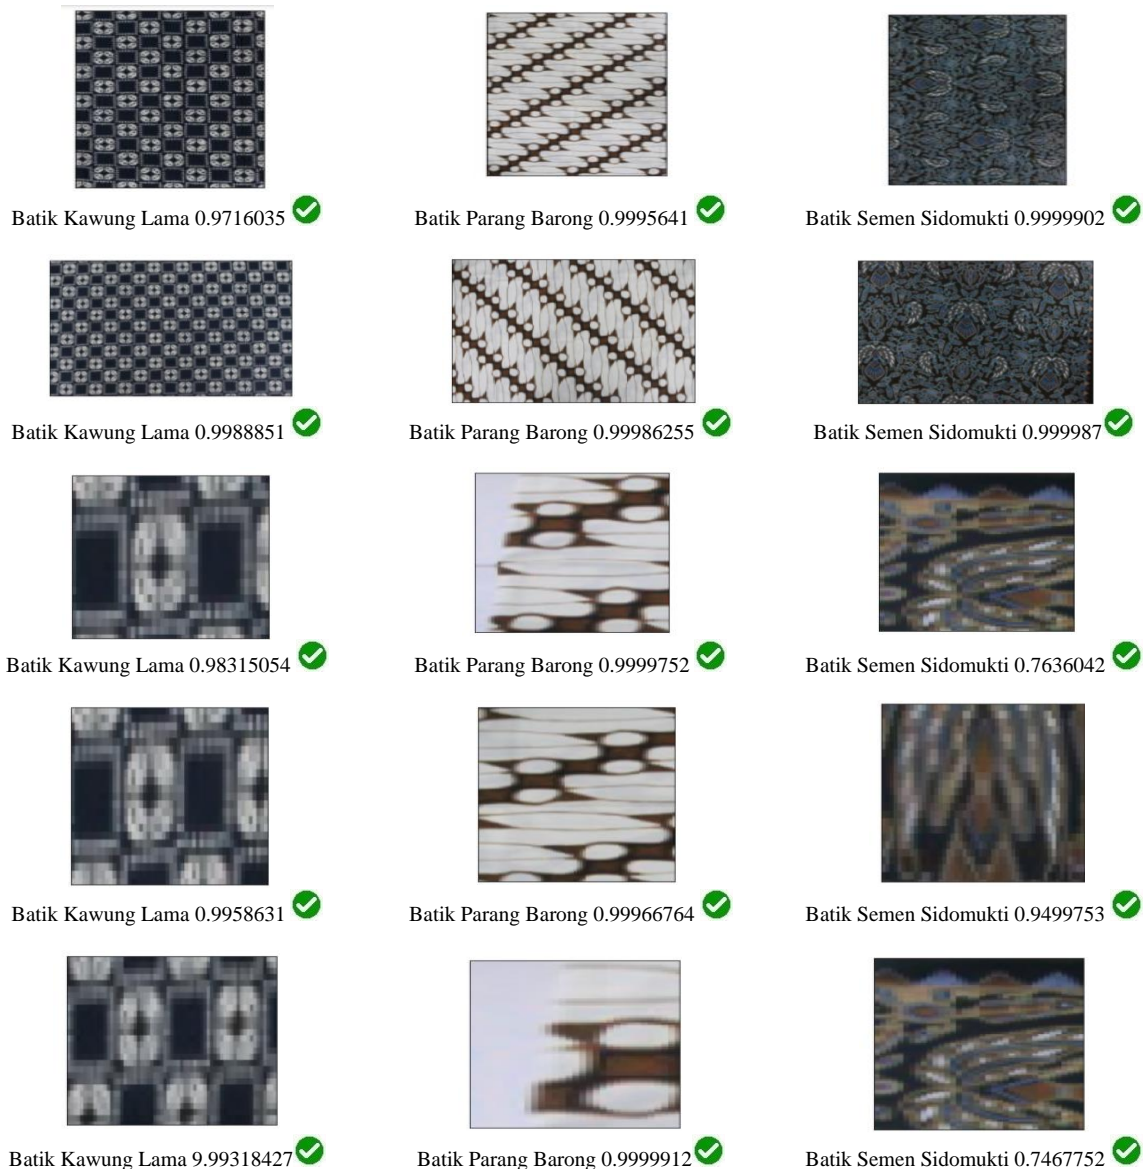 Batik Kawung Lama 0.9716035
Batik Parang Barong 0.9995641
Batik Semen Sidomukti 0.9999902
Batik Kawung Lama 0.9988851
Batik Parang Barong 0.99986255
Batik Semen Sidomukti 0.999987
Batik Kawung Lama 0.98315054
Batik Parang Barong 0.9999752
Batik Semen Sidomukti 0.7636042
Batik Kawung Lama 0.9958631
Batik Parang Barong 0.99966764
Batik Semen Sidomukti 0.9499753
Batik Kawung Lama 9.99318427
Batik Parang Barong 0.9999912
Batik Semen Sidomukti 0.7467752